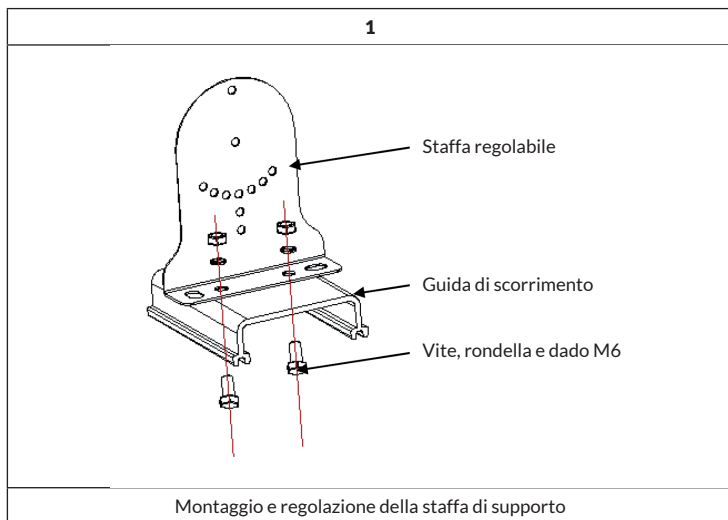 1
Staffa regolabile
Guida di scorrimento
Vite, rondella e dado M6
Montaggio e regolazione della staffa di supporto